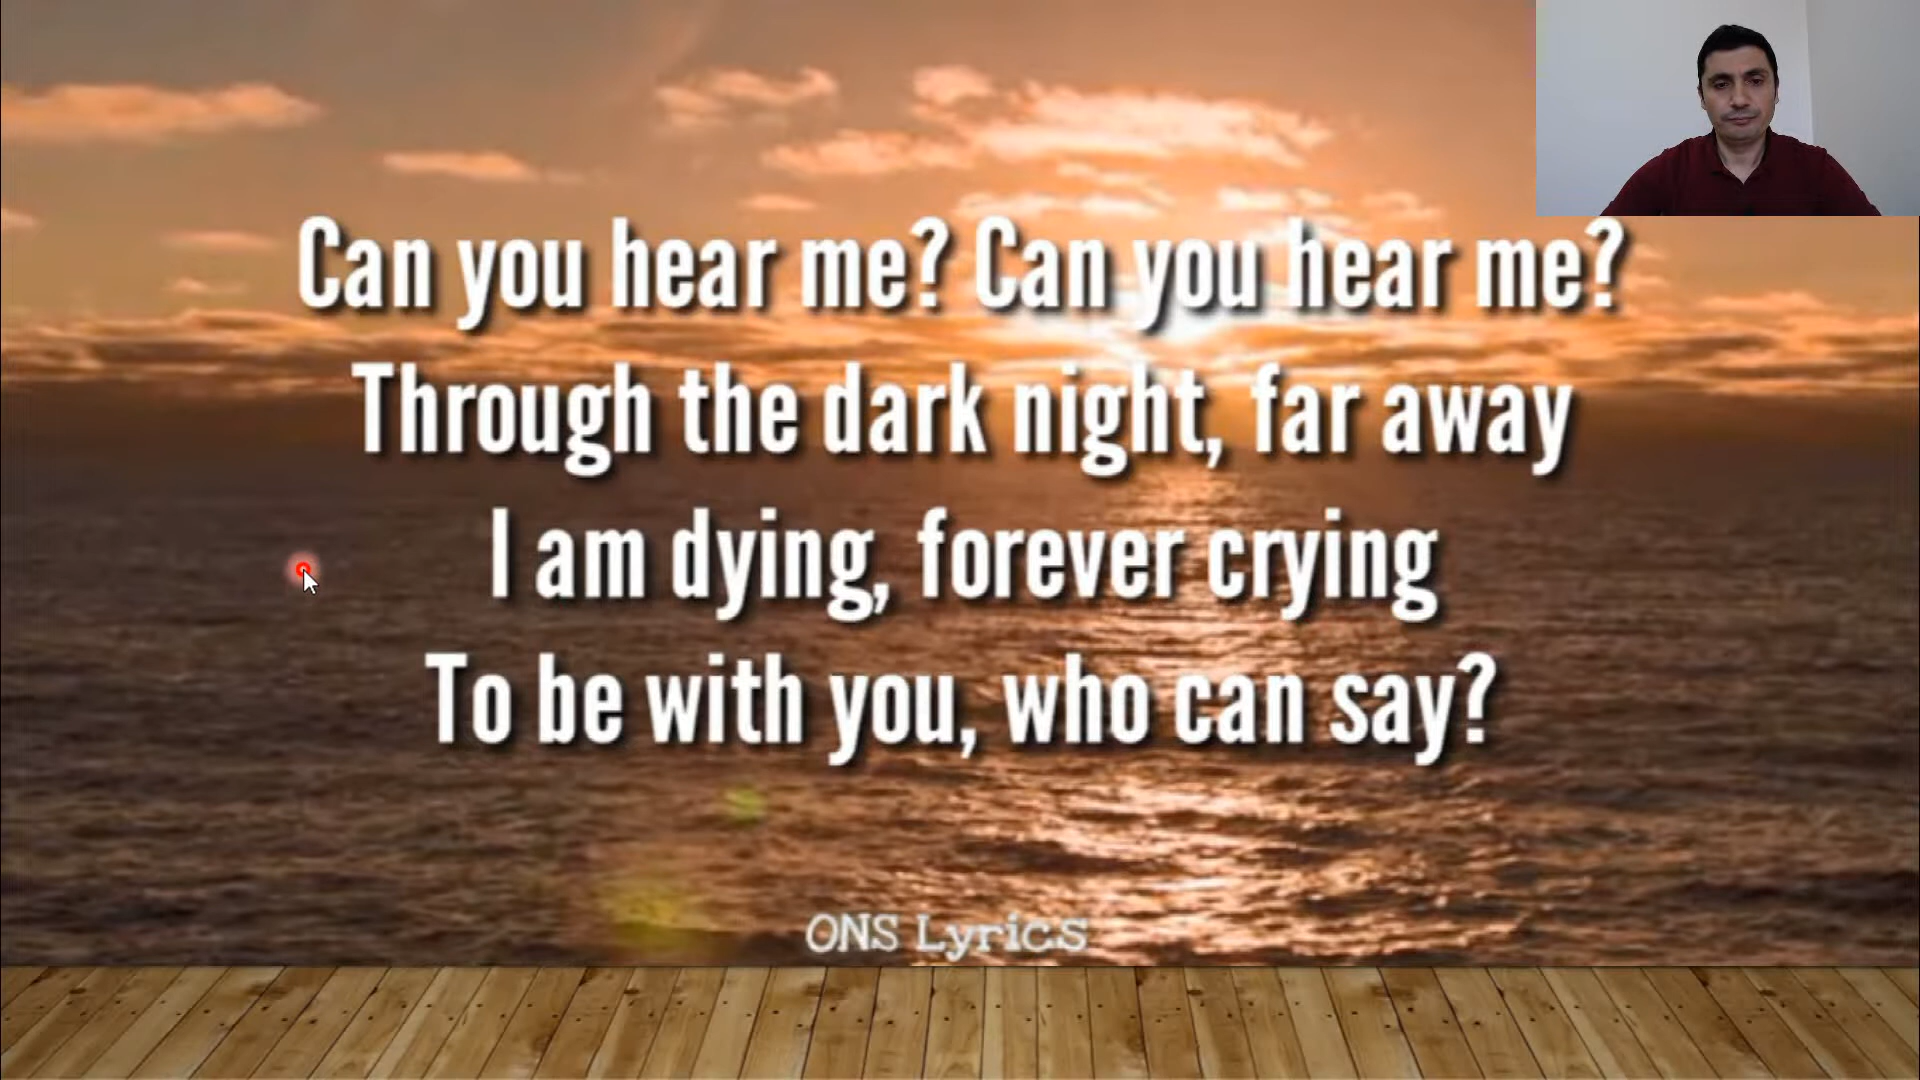 Can you hear me? Can you hear me?
Through the dark night, far away
I am dying, forever crying
To be with you, who can say?
ONS Lyrics